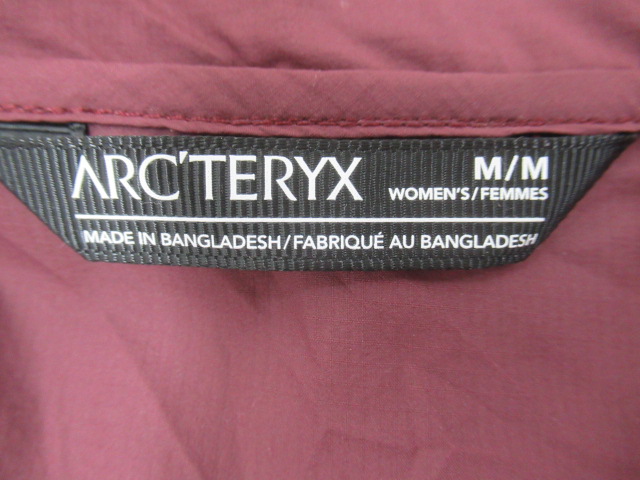 ARC'TERYX
M/M
WOMEN'S/FEMMES
MADE IN BANGLADESH/FABRIQUÉ AU BANGLADESH